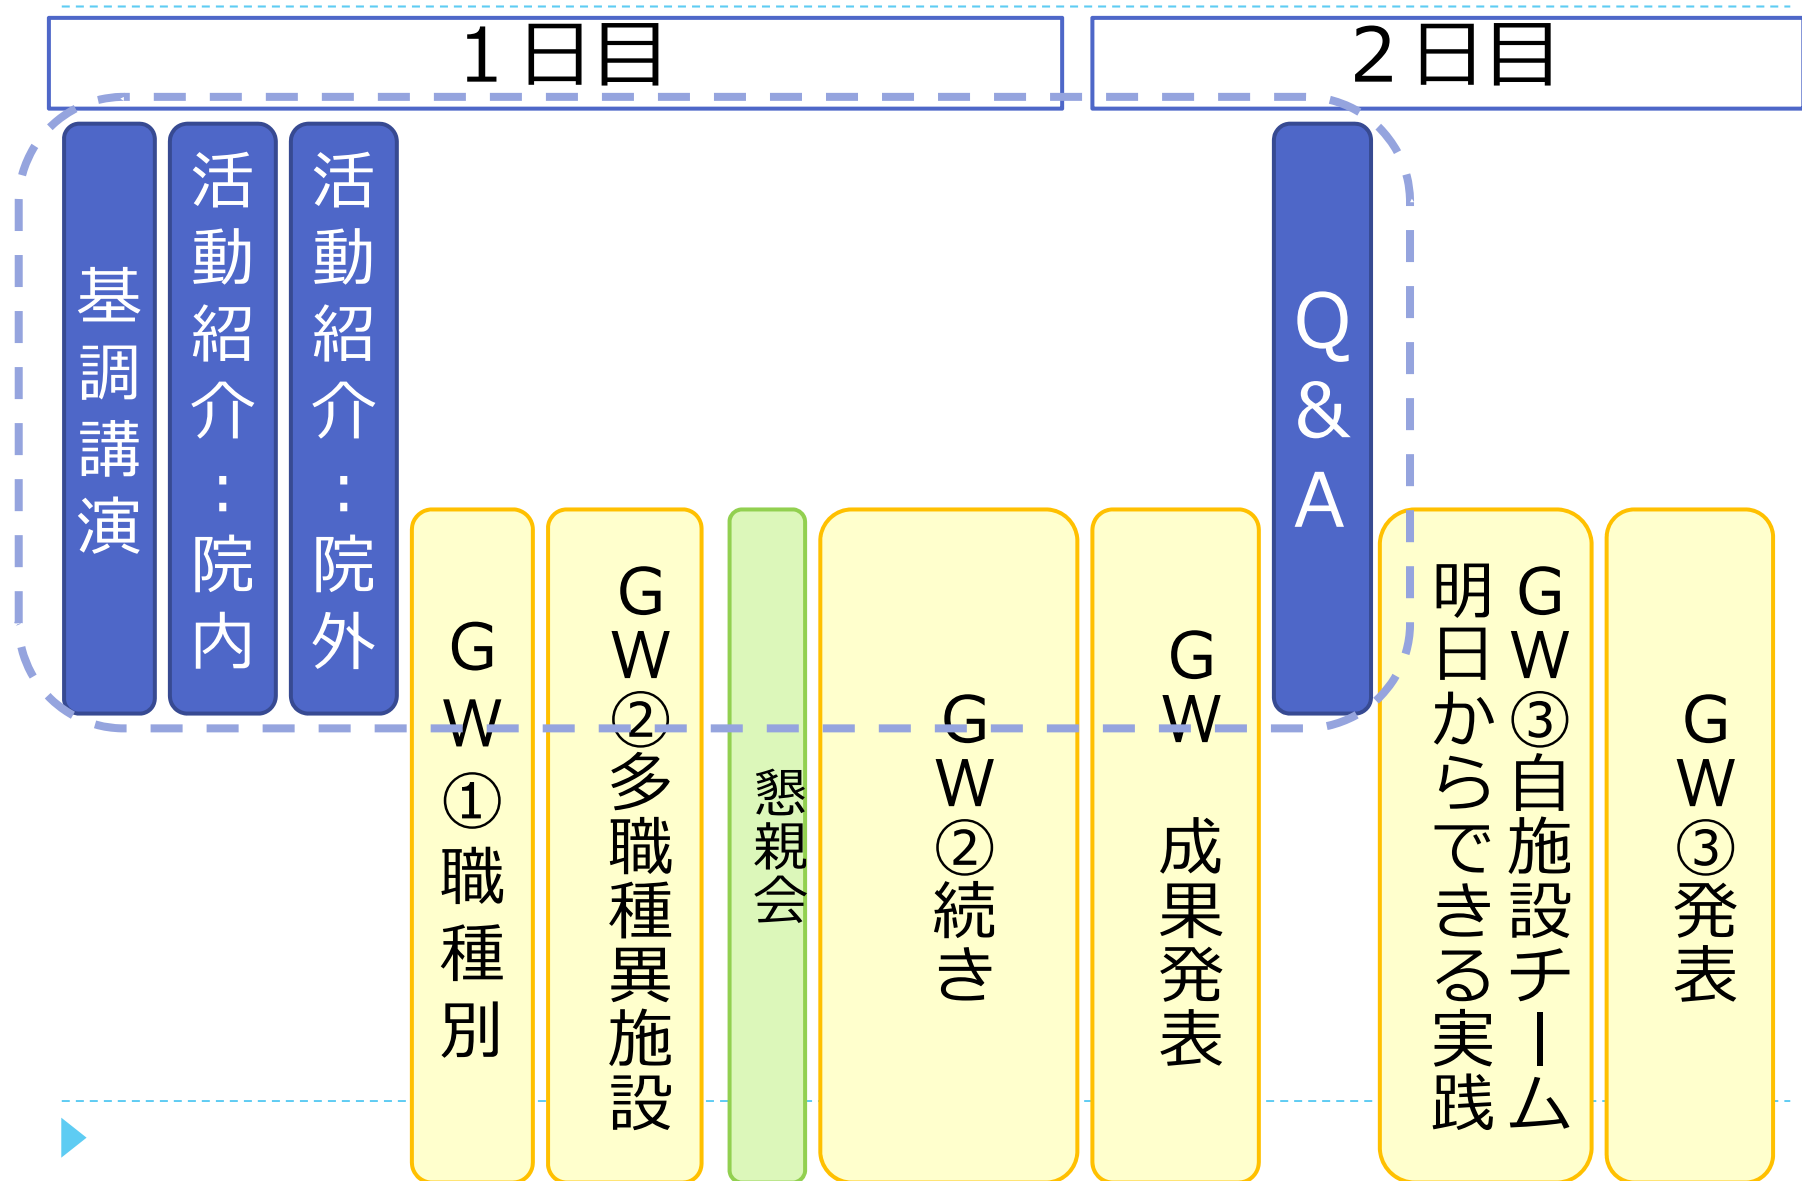 １日目
２日目
基調講演
活動紹介：院内
活動紹介：院外
ＧＷ①職種別
ＧＷ②多職種異施設
懇親会
ＧＷ②続き
ＧＷ　成果発表
Ｑ＆Ａ
ＧＷ③自施設チーム
明日からできる実践
ＧＷ③発表